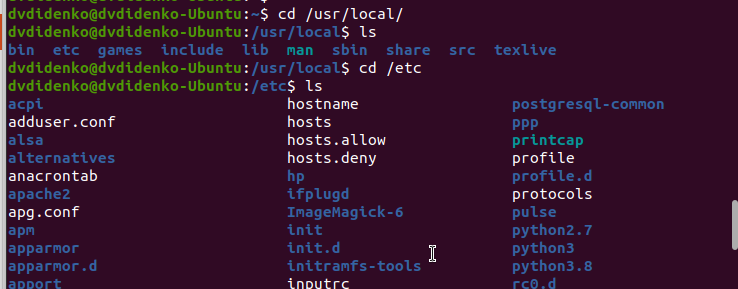 dvdidenko@dvdidenko-Ubuntu:~$ cd /usr/local/
dvdidenko@dvdidenko-Ubuntu:/usr/local$ ls
bin etc games include lib man sbin share src texlive
dvdidenko@dvdidenko-Ubuntu:/usr/local$ cd /etc
dvdidenko@dvdidenko-Ubuntu:/etc$ ls
acpi hostname postgresql-common
adduser.conf hosts ppp
alsa hosts.allow printcap
alternatives hosts.deny profile
anacrontab hp profile.d
apache2 ifplugd protocols
apg.conf ImageMagick-6 pulse
apm init python2.7
apparmor init.d python3
apparmor.d initramfs-tools python3.8
apport inputrc rc0.d